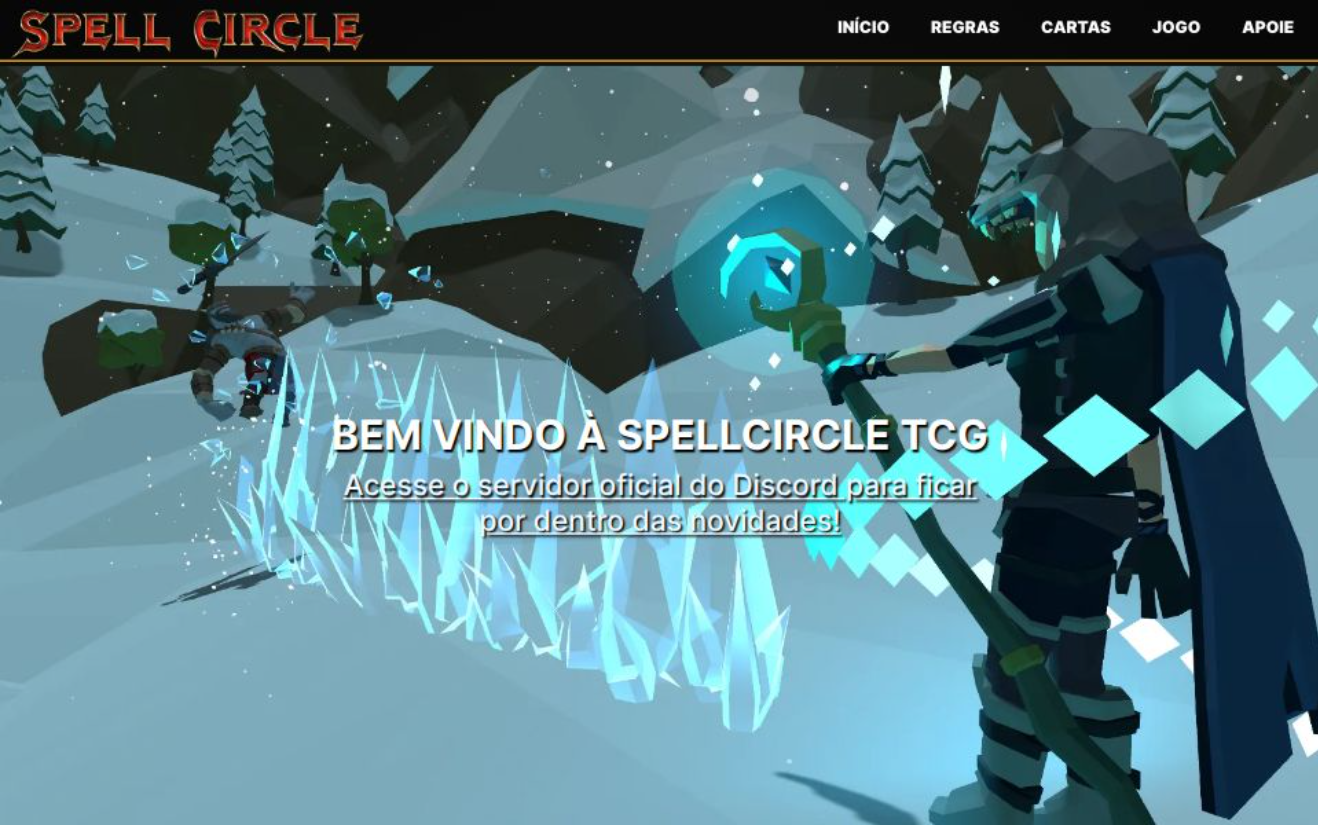 SPELL CIRCLE
INÍCIO REGRAS CARTAS JOGO APOIE
BEM VINDO À SPELLCIRCLE TCG
Acesse o servidor oficial do Discord para ficar
por dentro das novidades!